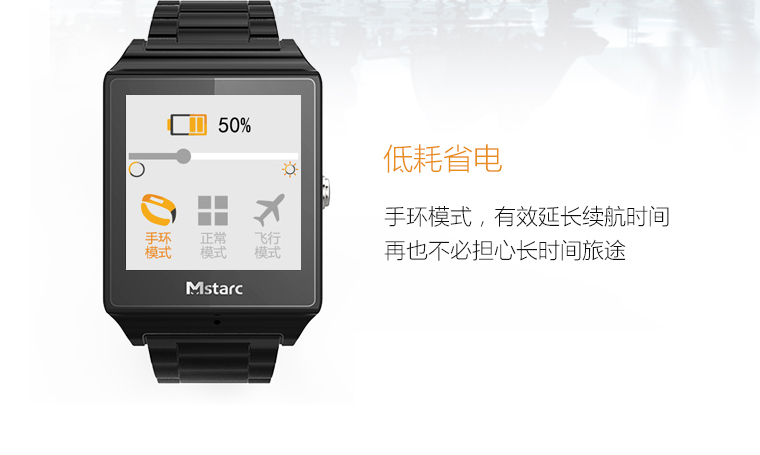 50%
手环
模式
正常
模式
飞行
模式
Mstarc
低耗省电
手环模式，有效延长续航时间
再也不必担心长时间旅途